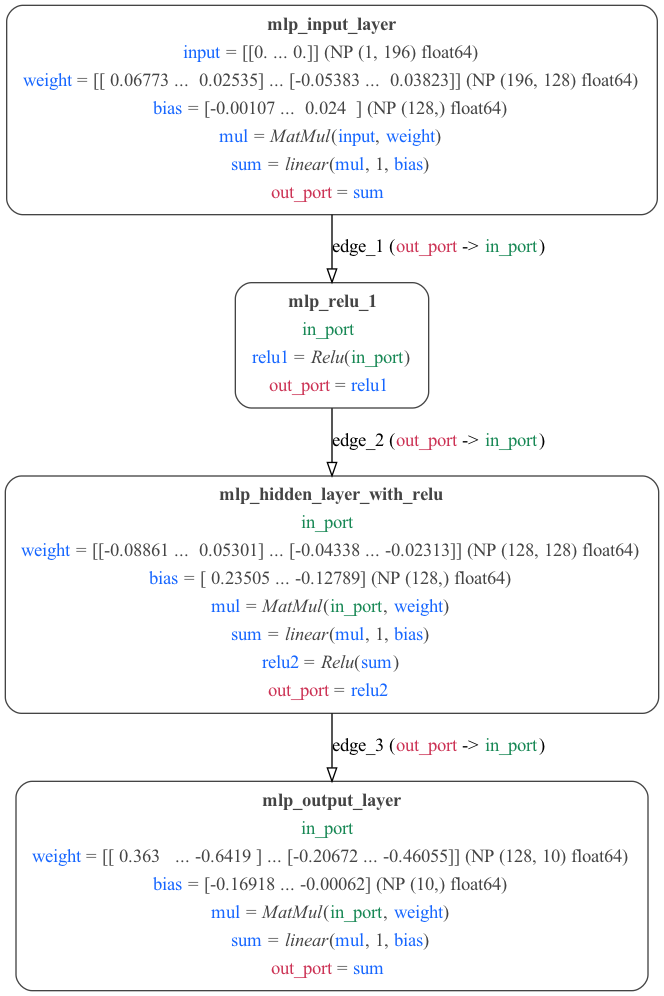 mlp_input_layer
input = [[0. ... 0.]] (NP (1, 196) float64)
weight = [[ 0.06773 ...  0.02535] ... [-0.05383 ...  0.03823]] (NP (196, 128) float64)
bias = [-0.00107 ...  0.024  ] (NP (128,) float64)
mul = MatMul(input, weight)
sum = linear(mul, 1, bias)
out_port = sum
edge_1 (out_port -> in_port)
mlp_relu_1
in_port
relu1 = Relu(in_port)
out_port = relu1
edge_2 (out_port -> in_port)
mlp_hidden_layer_with_relu
in_port
weight = [[-0.08861 ...  0.05301] ... [-0.04338 ... -0.02313]] (NP (128, 128) float64)
bias = [ 0.23505 ... -0.12789] (NP (128,) float64)
mul = MatMul(in_port, weight)
sum = linear(mul, 1, bias)
relu2 = Relu(sum)
out_port = relu2
edge_3 (out_port -> in_port)
mlp_output_layer
in_port
weight = [[ 0.363   ... -0.6419 ] ... [-0.20672 ... -0.46055]] (NP (128, 10) float64)
bias = [-0.16918 ... -0.00062] (NP (10,) float64)
mul = MatMul(in_port, weight)
sum = linear(mul, 1, bias)
out_port = sum